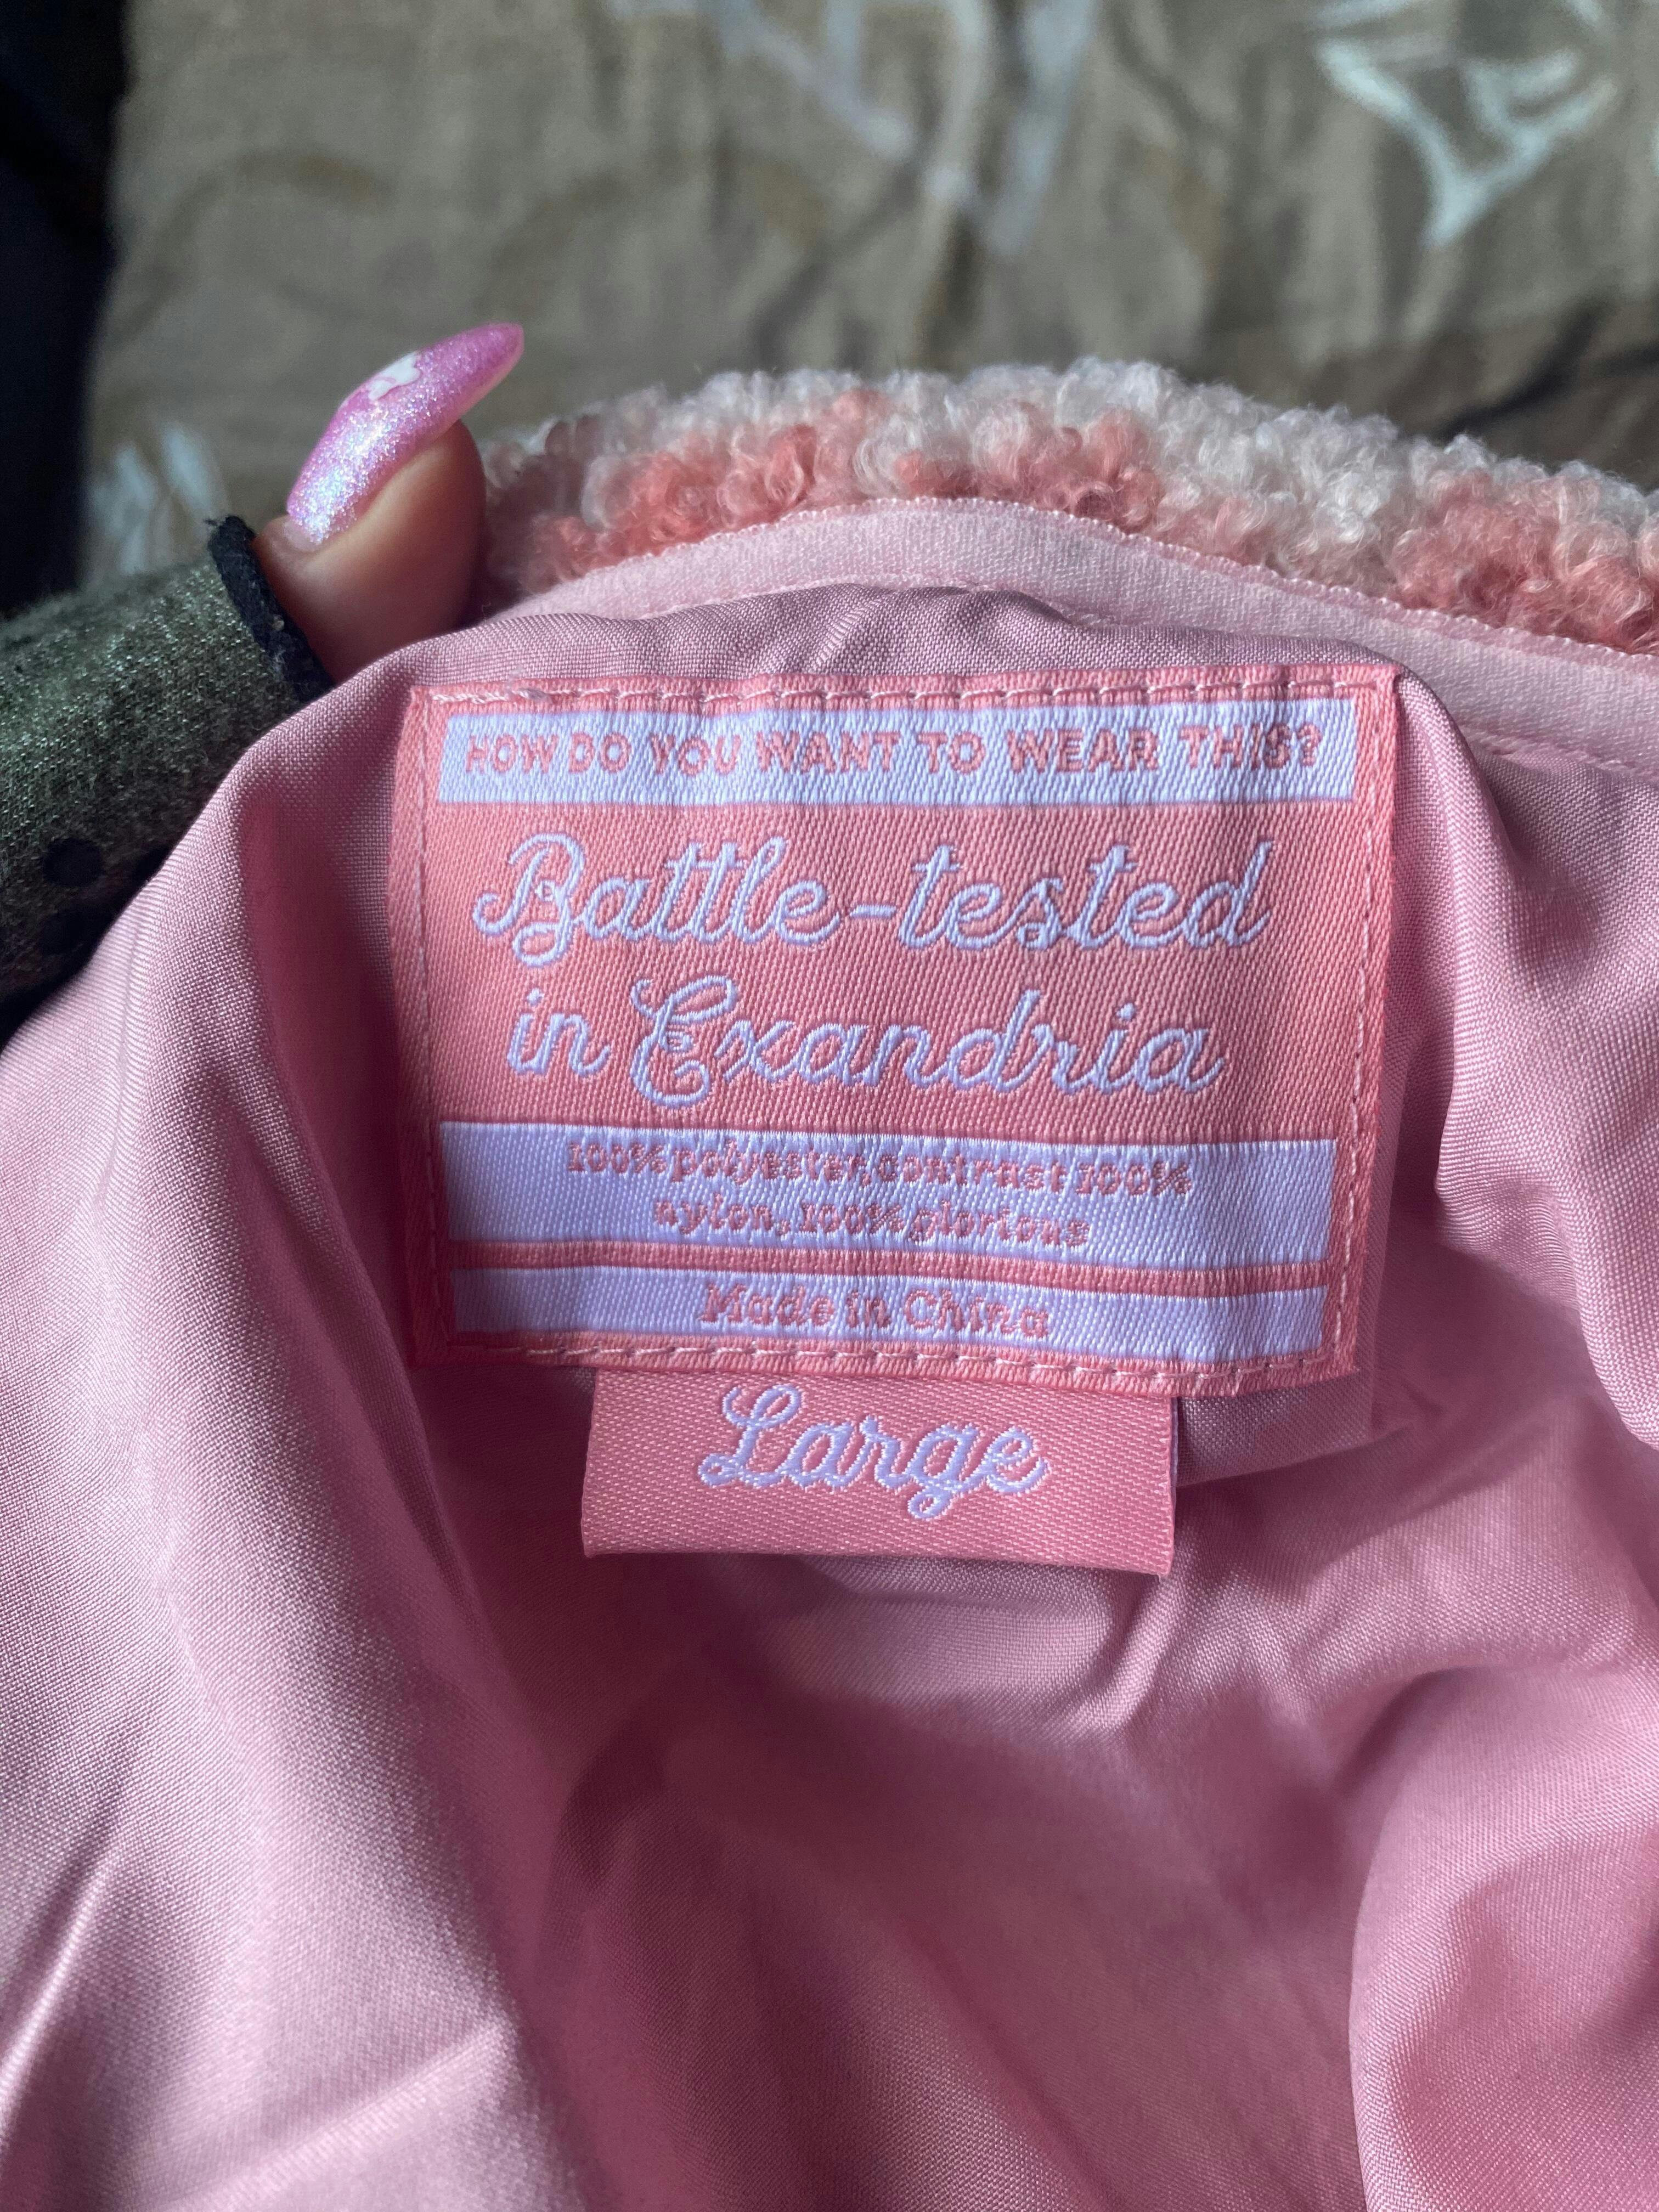 HOW DO YOU WANT TO WEAR THIS?
Battle-tested
in Exandria
100% polyester, contrast 100%
nylon, 100% glorious
Made in China
Large